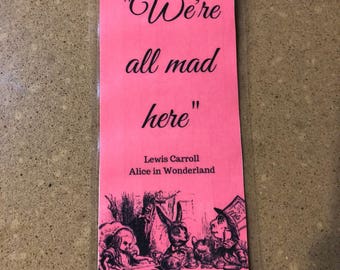 "We're
all mad
here"
Lewis Carroll
Alice in Wonderland